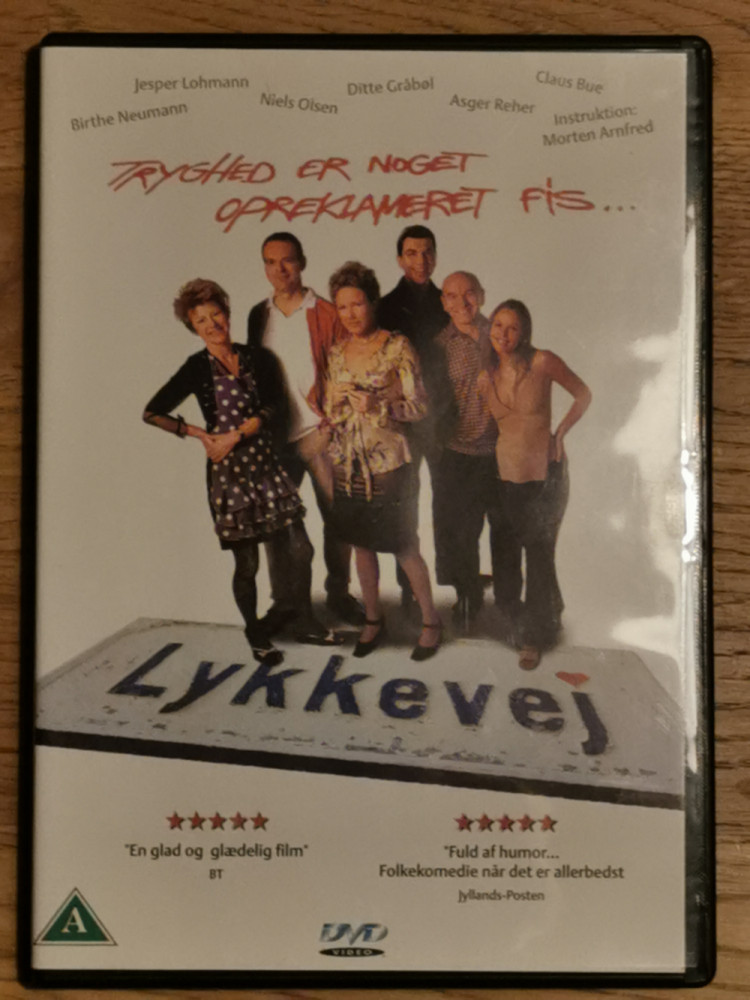 Jesper Lohmann
Ditte Gråbøl
Claus Bue
Birthe Neumann
Niels Olsen
Asger Reher
Instruktion:
Morten Arnfred
TRYGHED ER NOGET
OPREKLAMERET FIS...
Lykkevej
"En glad og glædelig film"
BT
"Fuld af humor...
Folkekomedie når det er allerbedst
Jyllands-Posten
A
DVD
VIDEO